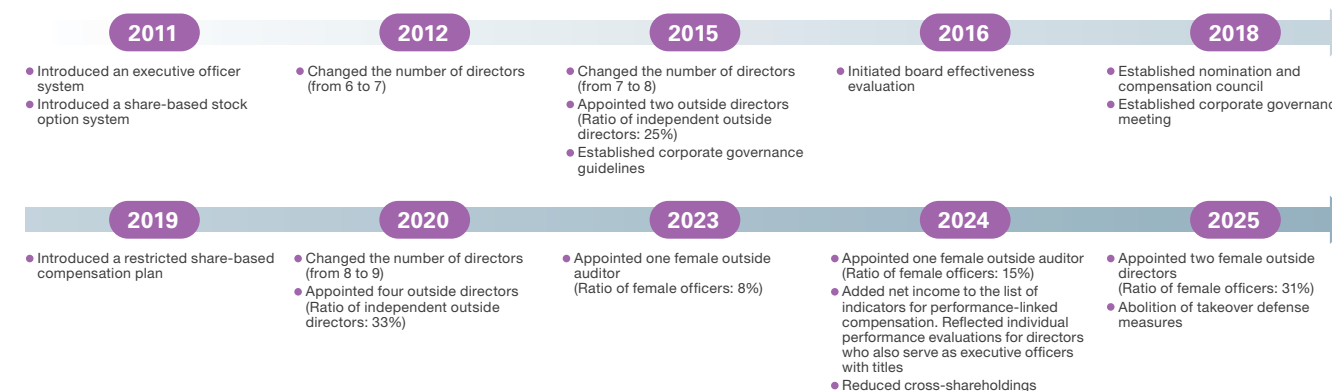 2011
2012
2015
2016
2018
● Introduced an executive officer
system
● Introduced a share-based stock
option system
● Changed the number of directors
(from 6 to 7)
● Changed the number of directors
(from 7 to 8)
● Appointed two outside directors
(Ratio of independent outside
directors: 25%)
● Established corporate governance
guidelines
● Initiated board effectiveness
evaluation
● Established nomination and
compensation council
● Established corporate governanc
meeting
2019
2020
2023
2024
2025
● Introduced a restricted share-based
compensation plan
● Changed the number of directors
(from 8 to 9)
● Appointed four outside directors
(Ratio of independent outside
directors: 33%)
● Appointed one female outside
auditor
(Ratio of female officers: 8%)
● Appointed one female outside auditor
(Ratio of female officers: 15%)
● Added net income to the list of
indicators for performance-linked
compensation. Reflected individual
performance evaluations for directors
who also serve as executive officers
with titles
● Reduced cross-shareholdings
● Appointed two female outside
directors
(Ratio of female officers: 31%)
● Abolition of takeover defense
measures